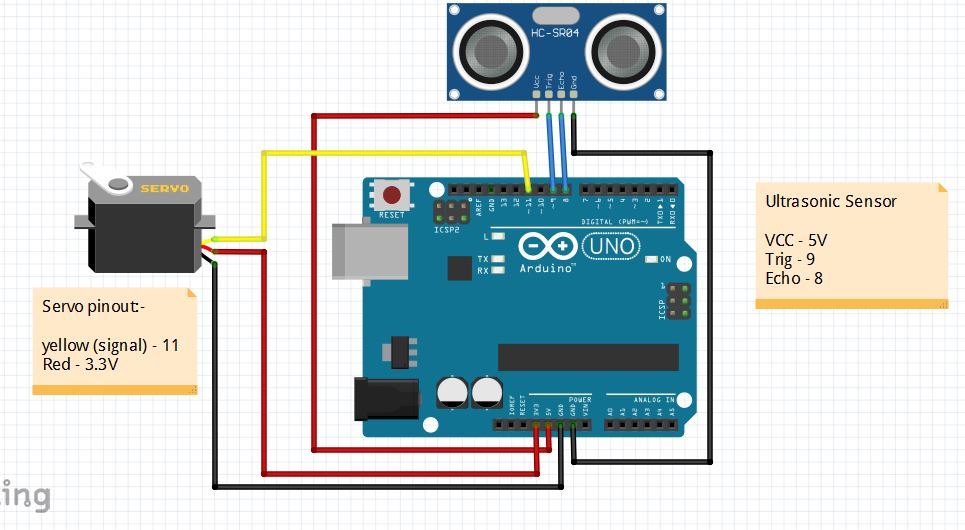 HC-SR04
Vcc
Trig
Echo
Gnd
SERVO
RESET
ICSP2
AREF
GND
13
12
~11
~10
~9
8
7
~6
~5
4
~3
2
TXO▶1
RX0◀0
DIGITAL (PWM=~)
L
TX
RX
Arduino™
UNO
ON
ICSP
1
IOREF
RESET
3V3
5V
GND
GND
VIN
POWER
ANALOG IN
A0
A1
A2
A3
A4
A5
Servo pinout:-
yellow (signal) - 11
Red - 3.3V
Ultrasonic Sensor
VCC - 5V
Trig - 9
Echo - 8
ing